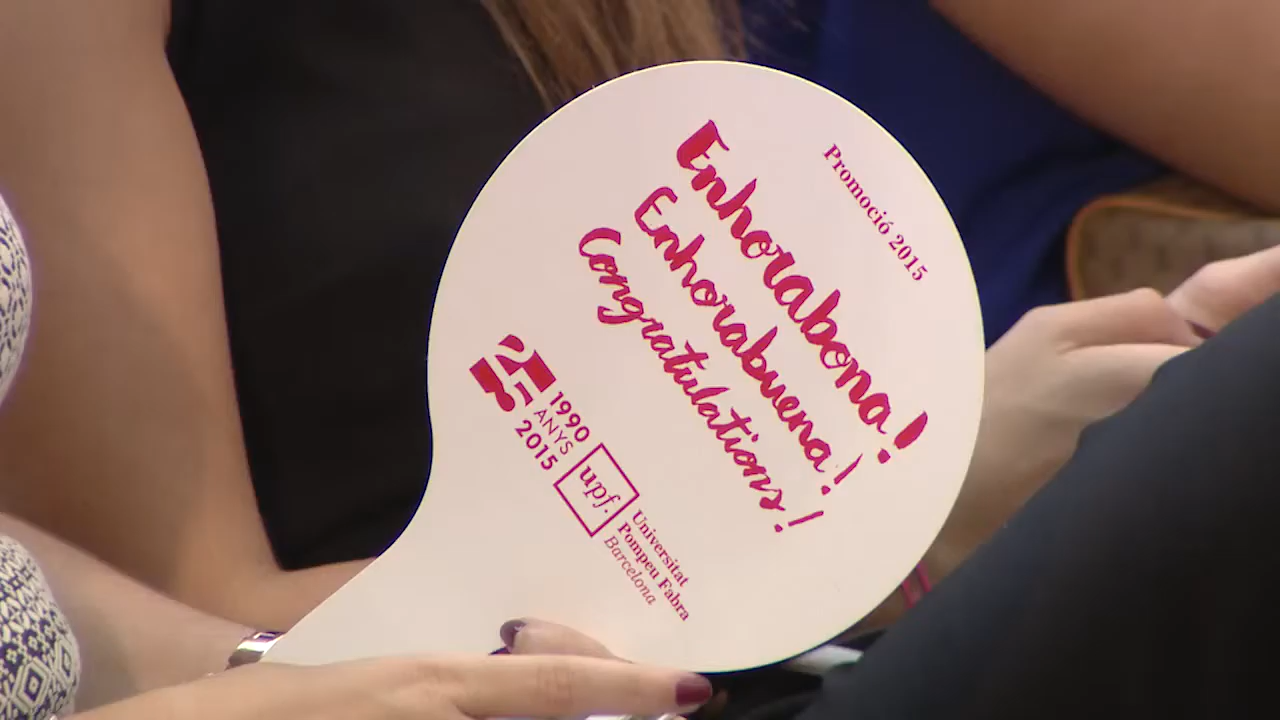 Promoció 2015
Enhorabona!
Enhorabuena!
Congratulations!
25
1990
ANYS
2015
upf.
Universitat
Pompeu Fabra
Barcelona